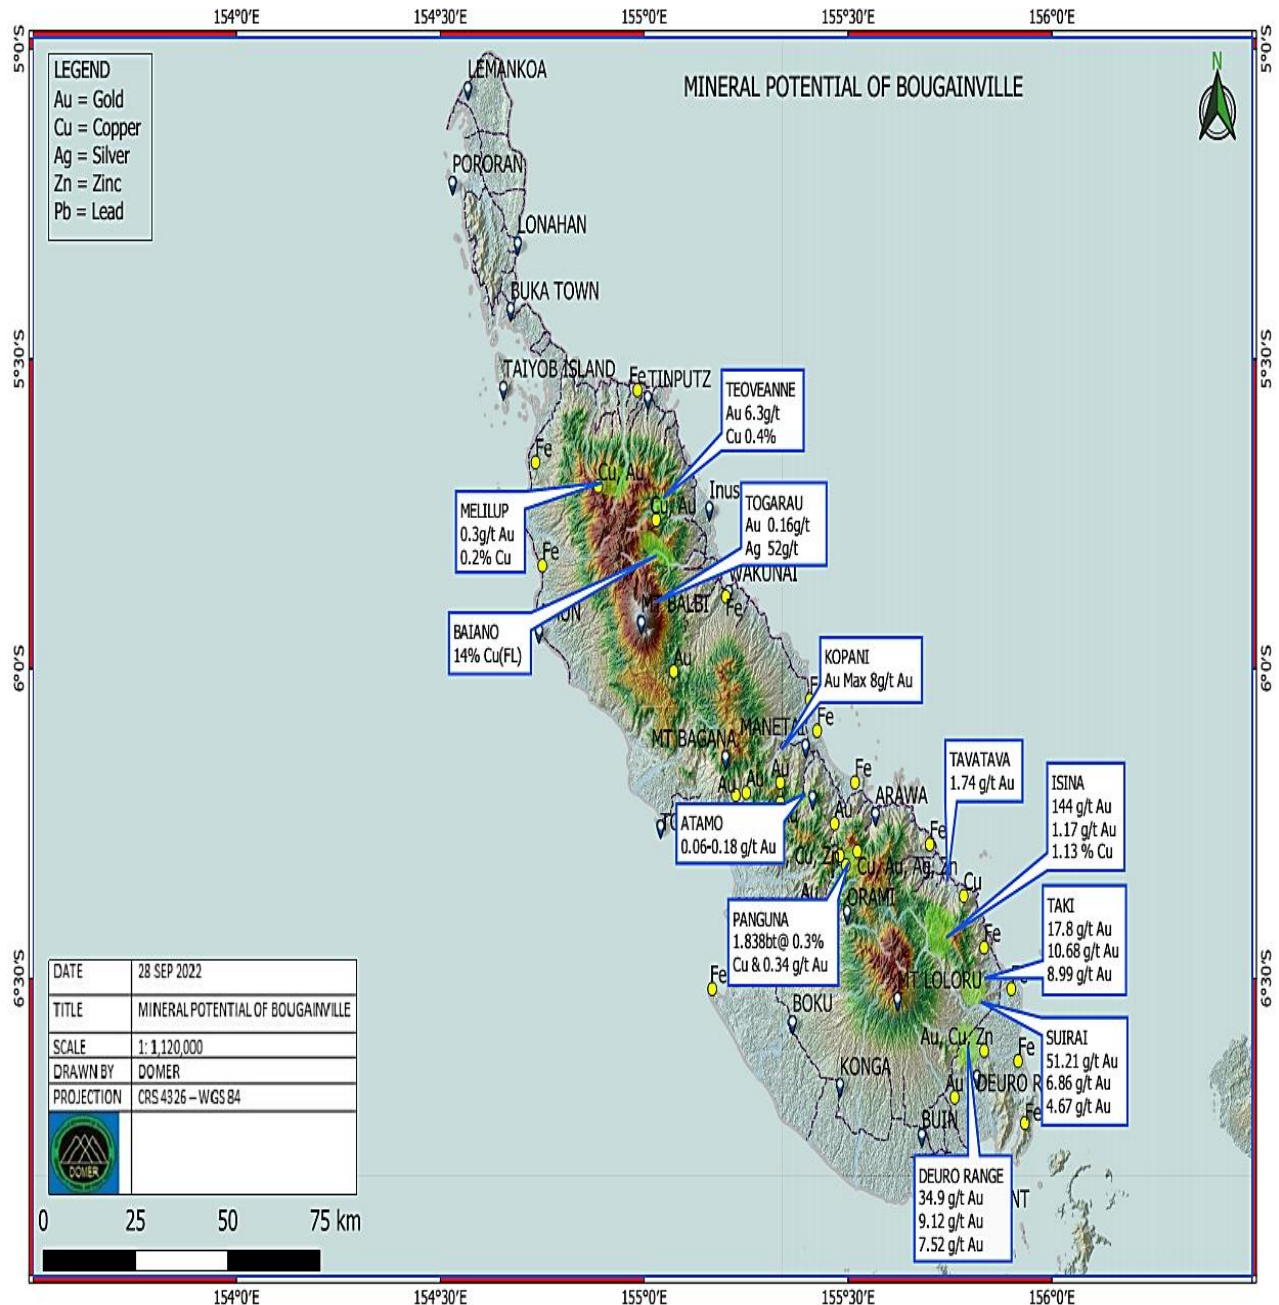 154°0'E
154°30'E
155°0'E
155°30'E
156°0'E
5°0'S
5°0'S
LEGEND
Au = Gold
Cu = Copper
Ag = Silver
Zn = Zinc
Pb = Lead
MINERAL POTENTIAL OF BOUGAINVILLE
N
LEMANKOA
PORORAN
LONAHAN
BUKA TOWN
5°30'S
5°30'S
TAIYOB ISLAND
Fe
TINPUTZ
TEOVEANNE
Au 6.3g/t
Cu 0.4%
Fe
Cu, Au
Inus
MELILUP
0.3g/t Au
0.2% Cu
Cu, Au
TOGARAU
Au 0.16g/t
Ag 52g/t
Fe
WAKUNAI
Fe
MT BALBI
BAIANO
14% Cu(FL)
6°0'S
6°0'S
Au
KOPANI
Au Max 8g/t Au
Fe
MANETAI
MT BAGANA
TAVATAVA
1.74 g/t Au
Au
Au
Au
Fe
ARAWA
ISINA
144 g/t Au
1.17 g/t Au
1.13 % Cu
ATAMO
0.06-0.18 g/t Au
Au
Fe
Cu, Zn
Cu, Au, Ag, Zn
Cu
Au
ORAMI
PANGUNA
1.838bt@ 0.3%
Cu & 0.34 g/t Au
TAKI
17.8 g/t Au
10.68 g/t Au
8.99 g/t Au
Fe
6°30'S
6°30'S
Fe
MT LOLORU
Fe
BOKU
Au, Cu, Zn
Fe
SUIRAI
51.21 g/t Au
6.86 g/t Au
4.67 g/t Au
KONGA
Au
DEURO R
Fe
BUIN
DEURO RANGE
34.9 g/t Au
9.12 g/t Au
7.52 g/t Au
NT
DATE 28 SEP 2022
TITLE MINERAL POTENTIAL OF BOUGAINVILLE
SCALE 1: 1,120,000
DRAWN BY DOMER
PROJECTION CRS 4326 – WGS 84
DOMER
0 25 50 75 km
154°0'E
154°30'E
155°0'E
155°30'E
156°0'E